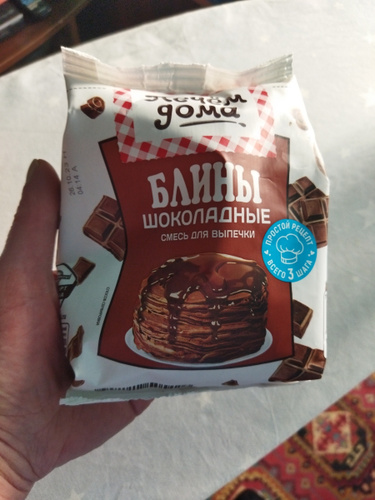 Печём
дома
БЛИНЫ
ШОКОЛАДНЫЕ
СМЕСЬ ДЛЯ ВЫПЕЧКИ
ПРОСТОЙ РЕЦЕПТ
ВСЕГО 3 ШАГА